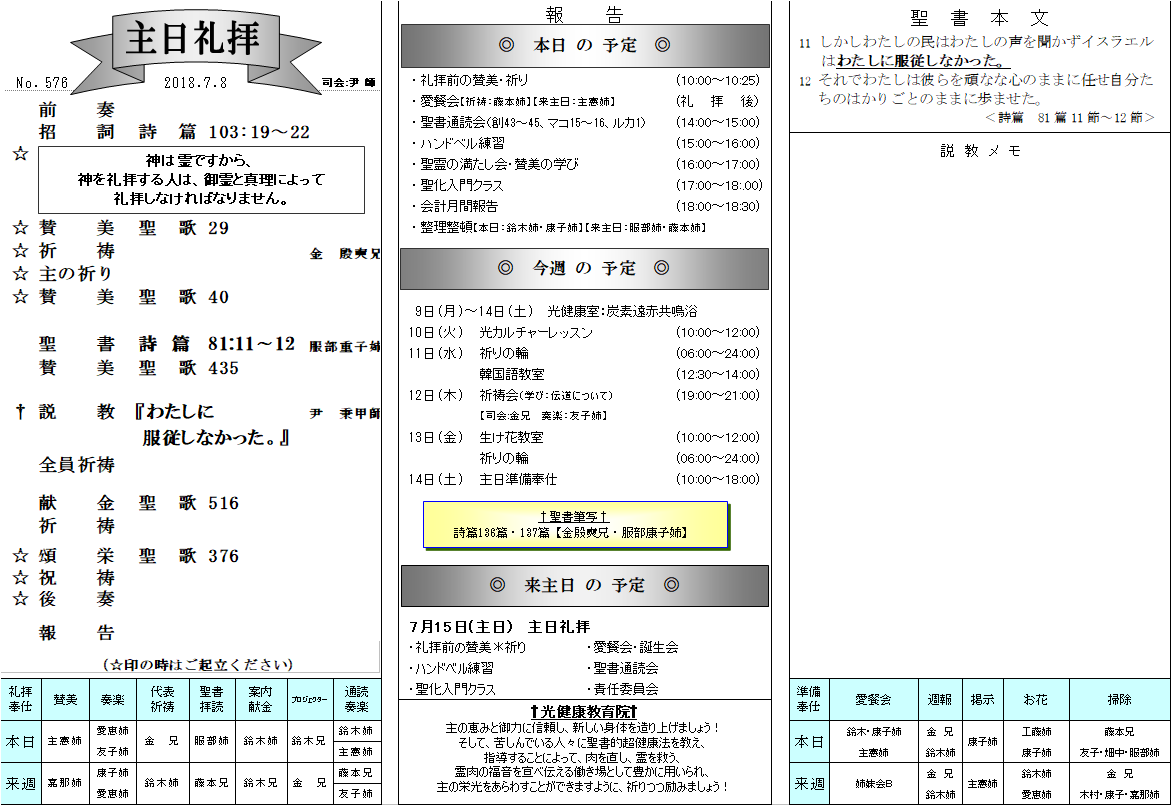 主日礼拝
No. 576 2018.7.8 司会:尹 師
前 奏
招 詞 詩 篇 103:19～22
☆
神は霊ですから、
神を礼拝する人は、御霊と真理によって
礼拝しなければなりません。
☆ 賛 美 聖 歌 29
☆ 祈 祷 金 殷奭兄
☆ 主の祈り
☆ 賛 美 聖 歌 40
聖 書 詩 篇 81:11～12 服部重子姉
賛 美 聖 歌 435
† 説 教 『わたしに 尹 秉甲師
服従しなかった。』
全員祈祷
献 金 聖 歌 516
祈 祷
☆ 頌 栄 聖 歌 376
☆ 祝 祷
☆ 後 奏
報 告
(☆印の時はご起立ください)
礼拝奉仕 賛美 奏楽 代表祈祷 聖書拝読 案内献金 プロジェクター 通読奏楽
本日 主憲姉 愛恵姉 友子姉 金 兄 服部姉 鈴木姉 鈴木兄 鈴木姉 主憲姉
来週 嘉那姉 康子姉 愛恵姉 鈴木姉 藤本兄 鈴木兄 金 兄 藤本兄 友子姉
報 告
◎ 本日 の 予定 ◎
・礼拝前の賛美・祈り (10:00～10:25)
・愛餐会【祈祷:藤本姉】【来主日:主憲姉】 (礼 拝 後)
・聖書通読会(創43～45、マコ15～16、ルカ1) (14:00～15:00)
・ハンドベル練習 (15:00～16:00)
・聖霊の満たし会・賛美の学び (16:00～17:00)
・聖化入門クラス (17:00～18:.00)
・会計月間報告 (18:00～18:30)
・整理整頓【本日:鈴木姉・康子姉】【来主日:服部姉・藤本姉】
◎ 今週 の 予定 ◎
9日(月)～14日(土) 光健康室:炭素遠赤共鳴浴
10日(火) 光カルチャーレッスン (10:00～12:00)
11日(水) 祈りの輪 (06:00～24:00)
韓国語教室 (12:30～14:00)
12日(木) 祈祷会(学び:伝道について) (19:00～21:00)
【司会:金兄 奏楽:友子姉】
13日(金) 生け花教室 (10:00～12:00)
祈りの輪 (06:00～24:00)
14日(土) 主日準備奉仕 (10:00～18:00)
†聖書筆写†
詩篇136篇・137篇【金殷奭兄・服部康子姉】
◎ 来主日 の 予定 ◎
7月15日(主日) 主日礼拝
・礼拝前の賛美＊祈り ・愛餐会・誕生会
・ハンドベル練習 ・聖書通読会
・聖化入門クラス ・責任委員会
†光健康教育院†
主の恵みと御力に信頼し、新しい身体を造り上げましょう!
そして、苦しんでいる人々に聖書的超健康法を教え、
指導することによって、肉を直し、霊を救う、
霊肉の福音を宣べ伝える働き場として豊かに用いられ、
主の栄光をあらわすことができますように、祈りつつ励みましょう!
聖 書 本 文
11 しかしわたしの民はわたしの声を聞かずイスラエル
はわたしに服従しなかった。
12 それでわたしは彼らを頑なな心のままに任せ自分た
ちのはかりごとのままに歩ませた。
＜詩篇 81篇11節～12節＞
説 教 メ モ
準備奉仕 愛餐会 週報 掲示 お花 掃除
本日 鈴木・康子姉 主憲姉 金 兄 鈴木姉 康子姉 工藤姉 康子姉 藤本兄 友子・畑中・服部姉
来週 姉妹会B 金 兄 鈴木姉 主憲姉 鈴木姉 愛恵姉 金 兄 木村・康子・嘉那姉